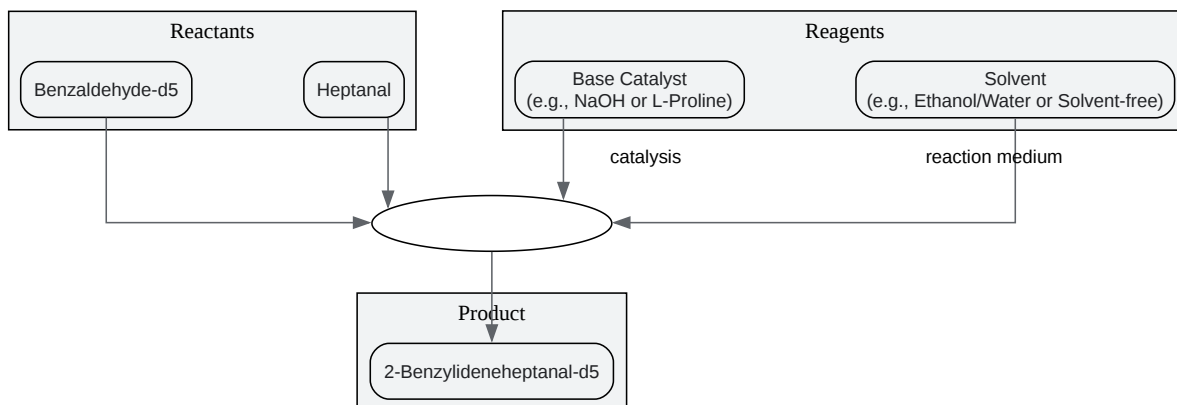 Reactants
Reagents
Benzaldehyde-d5
Heptanal
Base Catalyst
(e.g., NaOH or L-Proline)
Solvent
(e.g., Ethanol/Water or Solvent-free)
catalysis
reaction medium
Product
2-Benzylideneheptanal-d5